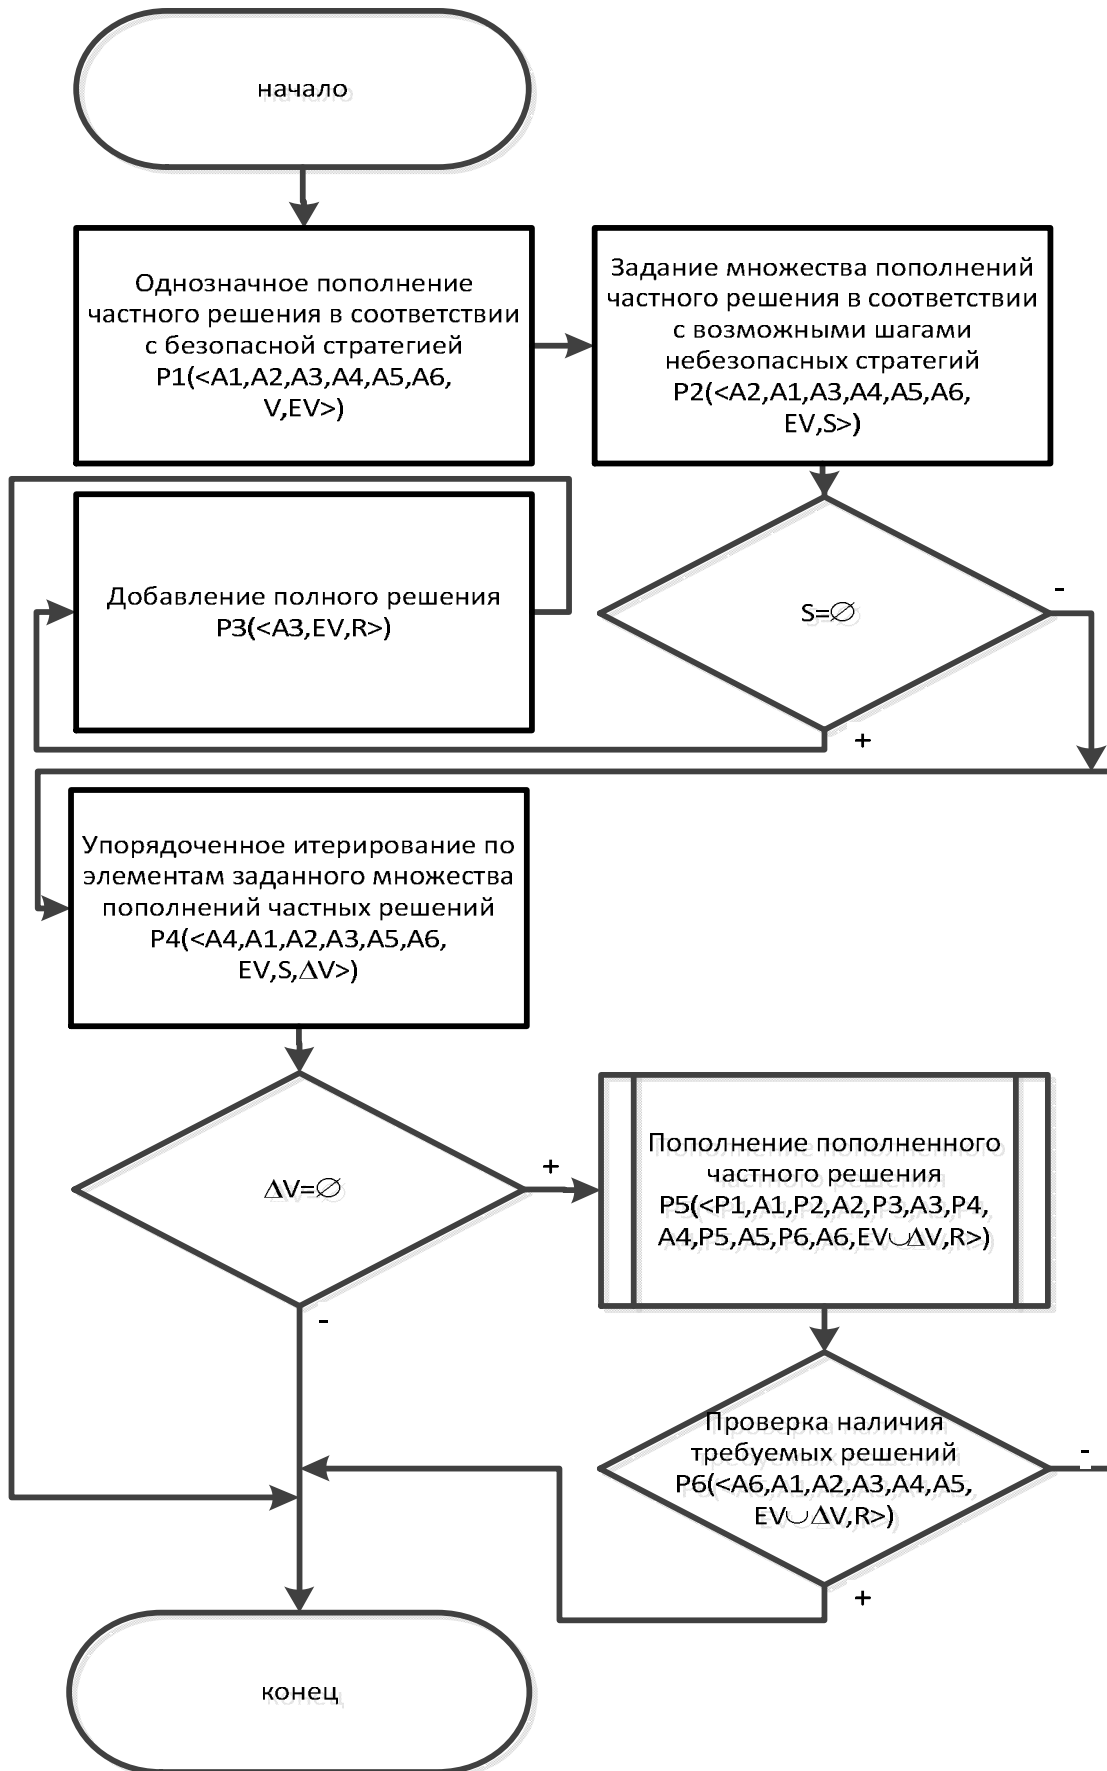 начало
Однозначное пополнение
частного решения в соответствии
с безопасной стратегией
P1(<A1,A2,A3,A4,A5,A6,
V,EV>)
Задание множества пополнений
частного решения в соответствии
с возможными шагами
небезопасных стратегий
P2(<A2,A1,A3,A4,A5,A6,
EV,S>)
Добавление полного решения
P3(<A3,EV,R>)
S=∅
-
+
Упорядоченное итерирование по
элементам заданного множества
пополнений частных решений
P4(<A4,A1,A2,A3,A5,A6,
EV,S,ΔV>)
ΔV=∅
+
-
Пополнение пополненного
частного решения
P5(<P1,A1,P2,A2,P3,A3,P4,
A4,P5,A5,P6,A6,EV∪ΔV,R>)
Проверка наличия
требуемых решений
P6(<A6,A1,A2,A3,A4,A5,
EV∪ΔV,R>)
-
+
конец